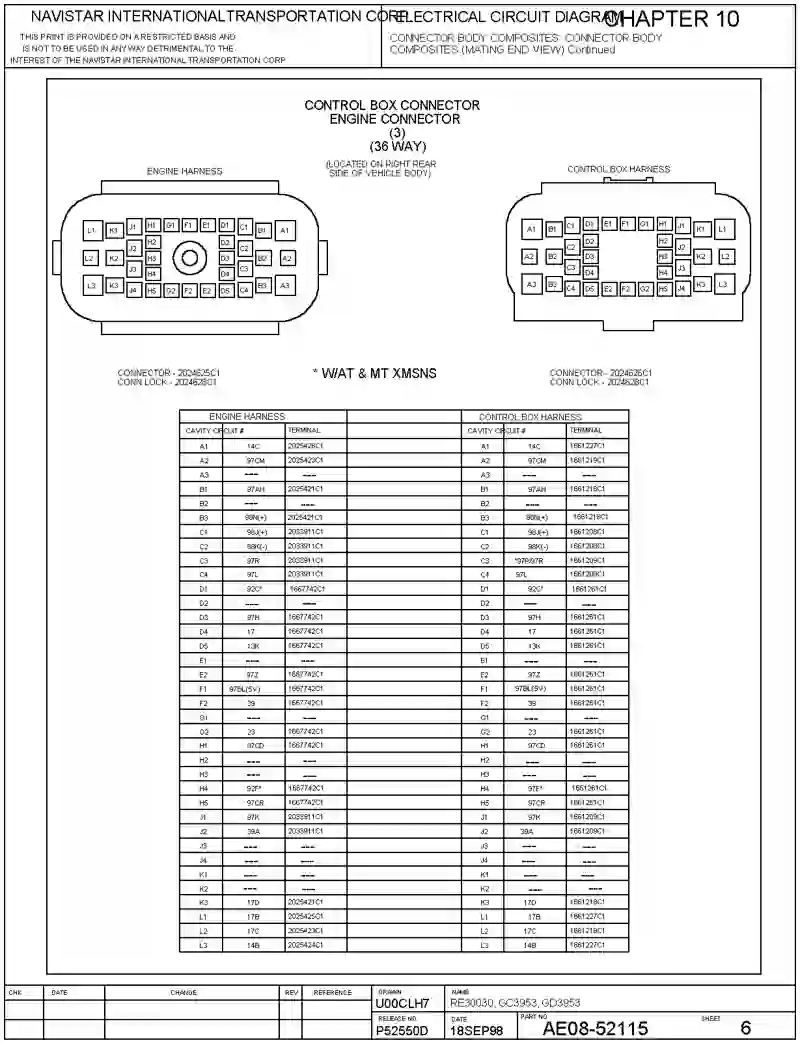 NAVISTAR INTERNATIONAL TRANSPORTATION CORP.
THIS PRINT IS PROVIDED ON A RESTRICTED BASIS AND
IS NOT TO BE USED IN ANY WAY DETRIMENTAL TO THE
INTEREST OF THE NAVISTAR INTERNATIONAL TRANSPORTATION CORP
ELECTRICAL CIRCUIT DIAGRAM
CHAPTER 10
CONNECTOR BODY COMPOSITES: CONNECTOR BODY
COMPOSITES (MATING END VIEW) Continued
CONTROL BOX CONNECTOR
ENGINE CONNECTOR
(3)
(36 WAY)
(LOCATED ON RIGHT REAR
SIDE OF VEHICLE BODY)
ENGINE HARNESS
L1 K1 J1 H1 G1 F1 E1 D1 C1 B1 A1
H2 D2
J2 C2
L2 K2 H3 D3 B2 A2
J3 C3
H4 D4
L3 K3 J4 H5 G2 F2 E2 D5 C4 B3 A3
CONTROL BOX HARNESS
A1 B1 C1 D1 E1 F1 G1 H1 J1 K1 L1
D2 H2
C2 J2
A2 B2 D3 H3 K2 L2
C3 J3
D4 H4
A3 B3 C4 D5 E2 F2 G2 H5 J4 K3 L3
CONNECTOR - 2024625C1
CONN LOCK - 2024628C1
* W/AT & MT XMSNS
CONNECTOR - 2024626C1
CONN LOCK - 2024628C1
ENGINE HARNESS CONTROL BOX HARNESS
CAVITY CIRCUIT # TERMINAL CAVITY CIRCUIT # TERMINAL
A1 14C 2025426C1 A1 14C 1661227C1
A2 97CM 2025423C1 A2 97CM 1661219C1
A3 --- --- A3 --- ---
B1 97AH 2025421C1 B1 97AH 1661218C1
B2 --- --- B2 --- ---
B3 98N(+) 2025421C1 B3 98N(+) 1661218C1
C1 98J(+) 2033911C1 C1 98J(+) 1661208C1
C2 98K(-) 2033911C1 C2 98K(-) 1661208C1
C3 97R 2033911C1 C3 *97P/97R 1661209C1
C4 97L 2033911C1 C4 97L 1661209C1
D1 92C* 1667742C1 D1 92C* 1661261C1
D2 --- --- D2 --- ---
D3 97H 1667742C1 D3 97H 1661261C1
D4 17 1667742C1 D4 17 1661261C1
D5 13K 1667742C1 D5 13K 1661261C1
E1 --- --- E1 --- ---
E2 97Z 1667742C1 E2 97Z 1661261C1
F1 97BL(5V) 1667742C1 F1 97BL(5V) 1661261C1
F2 39 1667742C1 F2 39 1661261C1
G1 --- --- G1 --- ---
G2 23 1667742C1 G2 23 1661261C1
H1 97CD 1667742C1 H1 97CD 1661261C1
H2 --- --- H2 --- ---
H3 --- --- H3 --- ---
H4 92F* 1667742C1 H4 97F* 1661261C1
H5 97CR 1667742C1 H5 97CR 1661261C1
J1 97K 2033911C1 J1 97K 1661209C1
J2 39A 2033911C1 J2 39A 1661209C1
J3 --- --- J3 --- ---
J4 --- --- J4 --- ---
K1 --- --- K1 --- ---
K2 --- --- K2 --- ---
K3 17D 2025421C1 K3 17D 1661218C1
L1 17B 2025425C1 L1 17B 1661227C1
L2 17C 2025423C1 L2 17C 1661218C1
L3 14B 2025424C1 L3 14B 1661227C1
CHK DATE CHANGE REV REFERENCE
DRAWN
U00CLH7
NAME
RE30030, GC3953, GD3953
RELEASE NO.
P52550D
DATE
18SEP98
PART NO.
AE08-52115
SHEET
6